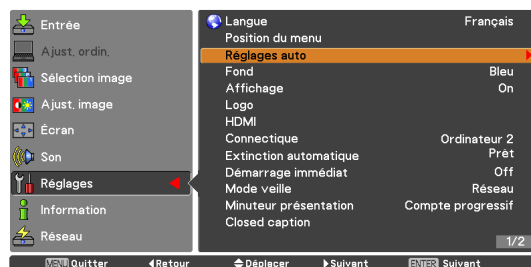 Entrée
Ajust. ordin.
Sélection image
Ajust. image
Écran
Son
Réglages
Information
Réseau
Langue Français
Position du menu
Réglages auto
Fond Bleu
Affichage On
Logo
HDMI
Connectique Ordinateur 2
Extinction automatique Prèt
Démarrage immédiat Off
Mode veille Réseau
Minuteur présentation Compte progressif
Closed caption
1/2
MENU Quitter Retour Déplacer Suivant ENTER Suivant